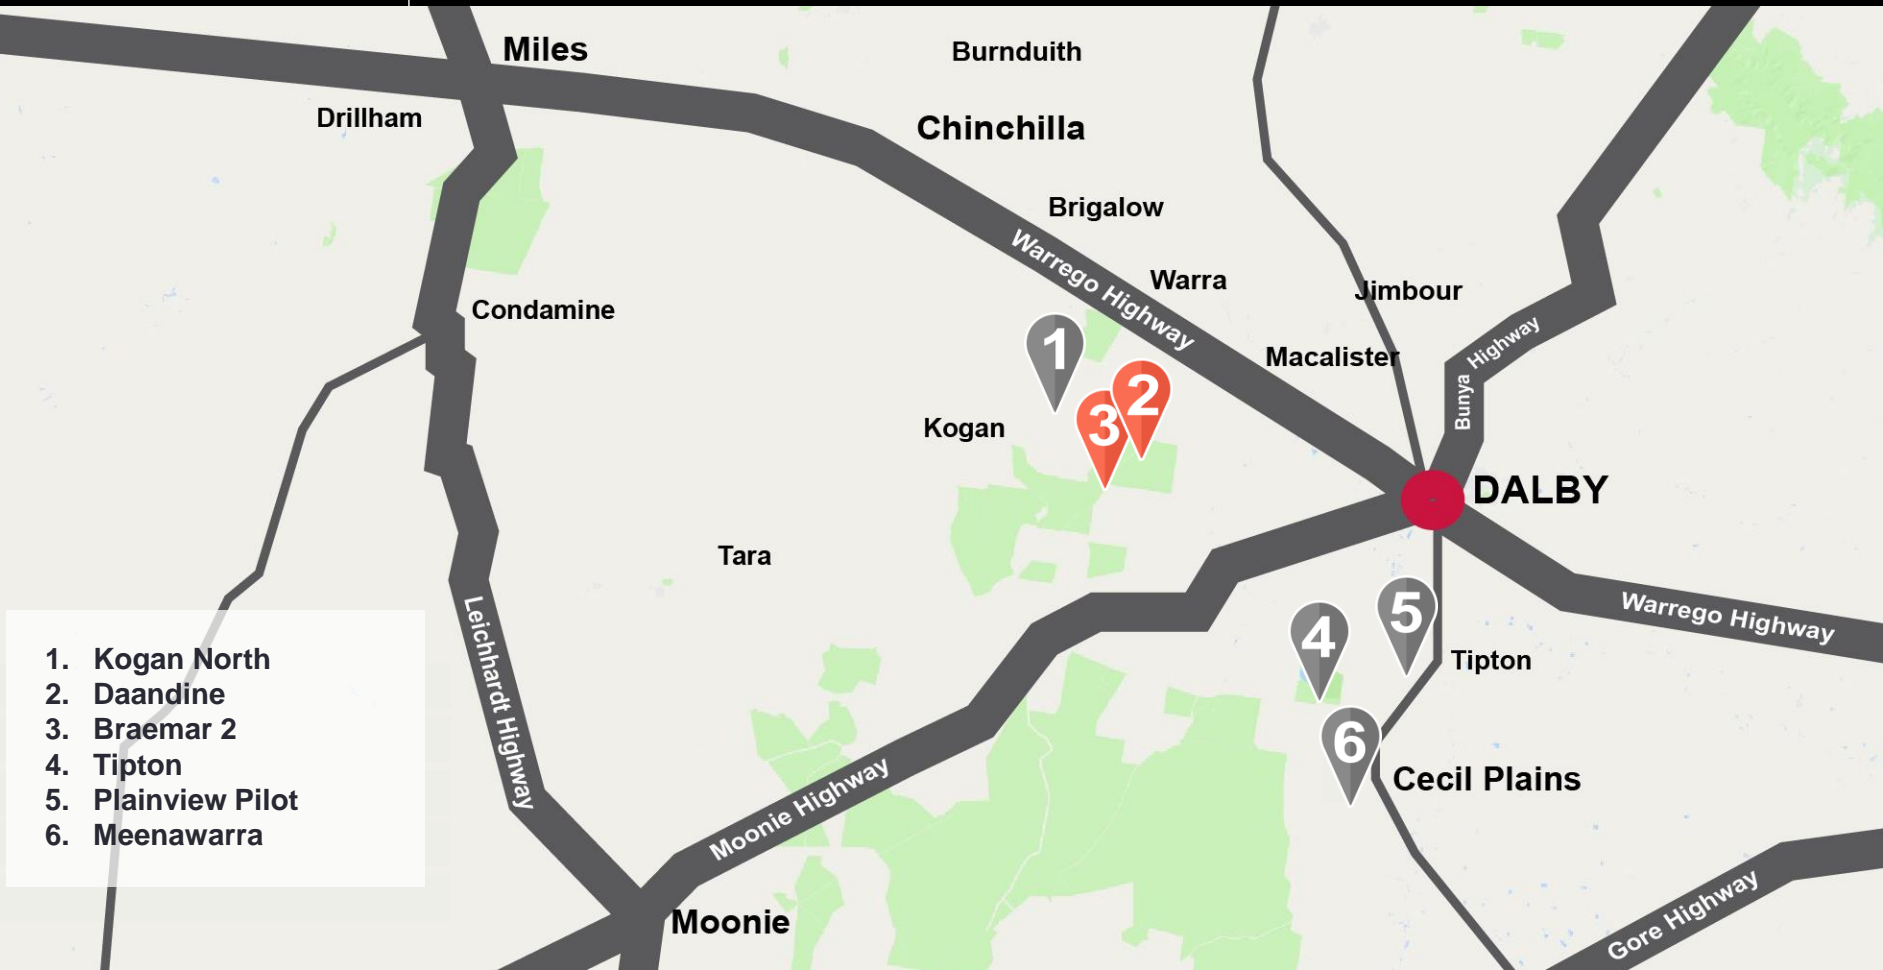 Miles
Burnduith
Drillham
Chinchilla
Brigalow
Warrego Highway
Warra
Jimbour
Condamine
Macalister
Bunya
Highway
1
2
3
Kogan
DALBY
Tara
Leichhardt Highway
5
4
Tipton
Warrego Highway
6
Cecil Plains
Moonie Highway
Moonie
Gore Highway
1. Kogan North
2. Daandine
3. Braemar 2
4. Tipton
5. Plainview Pilot
6. Meenawarra